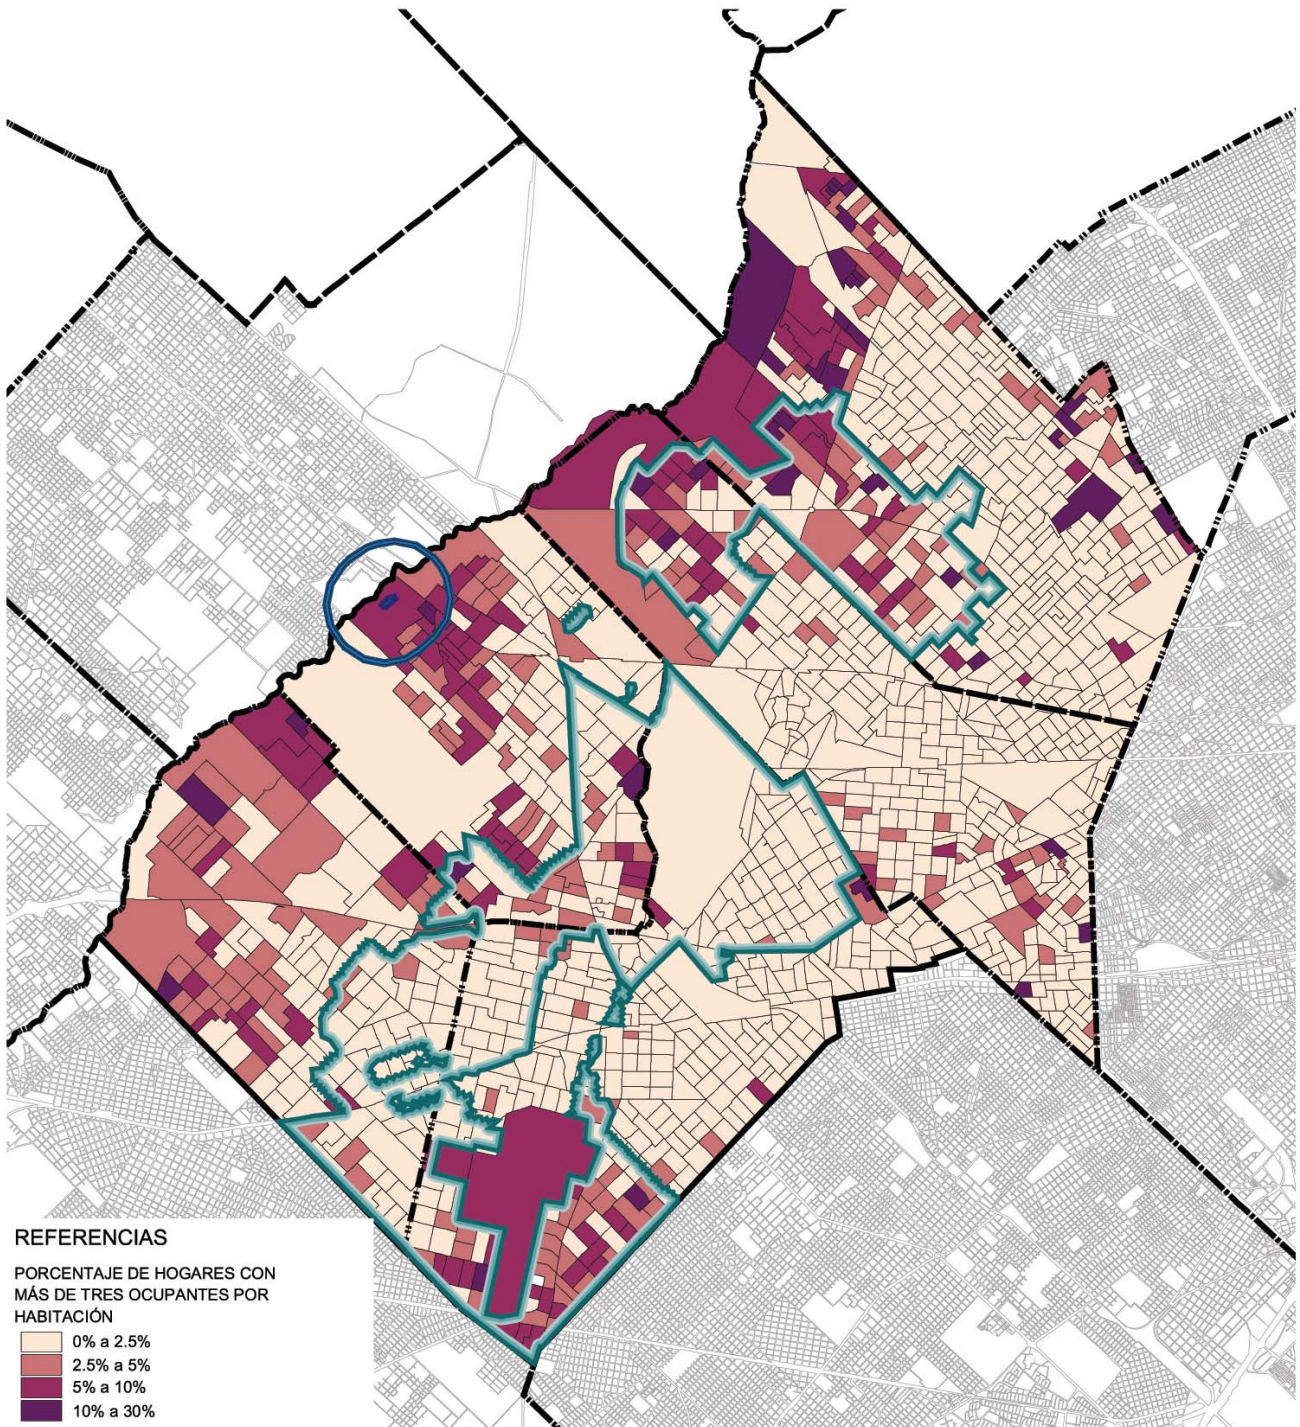 REFERENCIAS
PORCENTAJE DE HOGARES CON
MÁS DE TRES OCUPANTES POR
HABITACIÓN
0% a 2.5%
2.5% a 5%
5% a 10%
10% a 30%